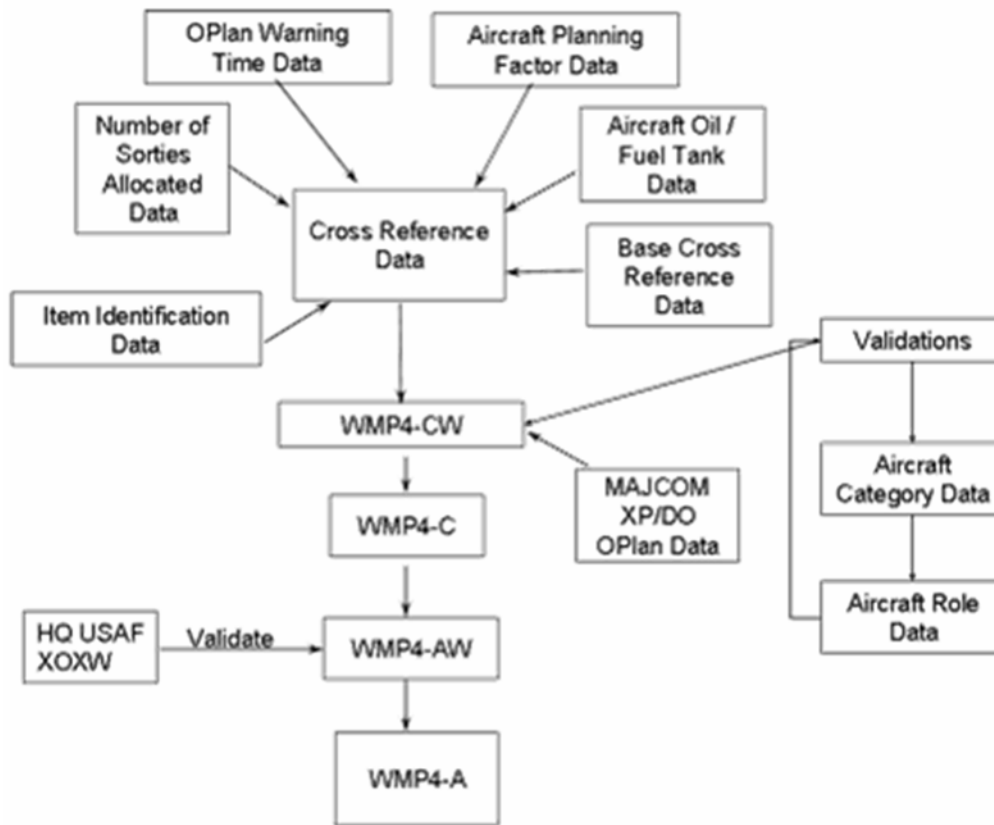 OPlan Warning
Time Data
Aircraft Planning
Factor Data
Number of
Sorties
Allocated
Data
Aircraft Oil /
Fuel Tank
Data
Cross Reference
Data
Base Cross
Reference
Data
Item Identification
Data
Validations
WMP4-CW
Aircraft
Category Data
MAJCOM
XP/DO
OPlan Data
WMP4-C
Aircraft Role
Data
HQ USAF
XOXW
Validate
WMP4-AW
WMP4-A